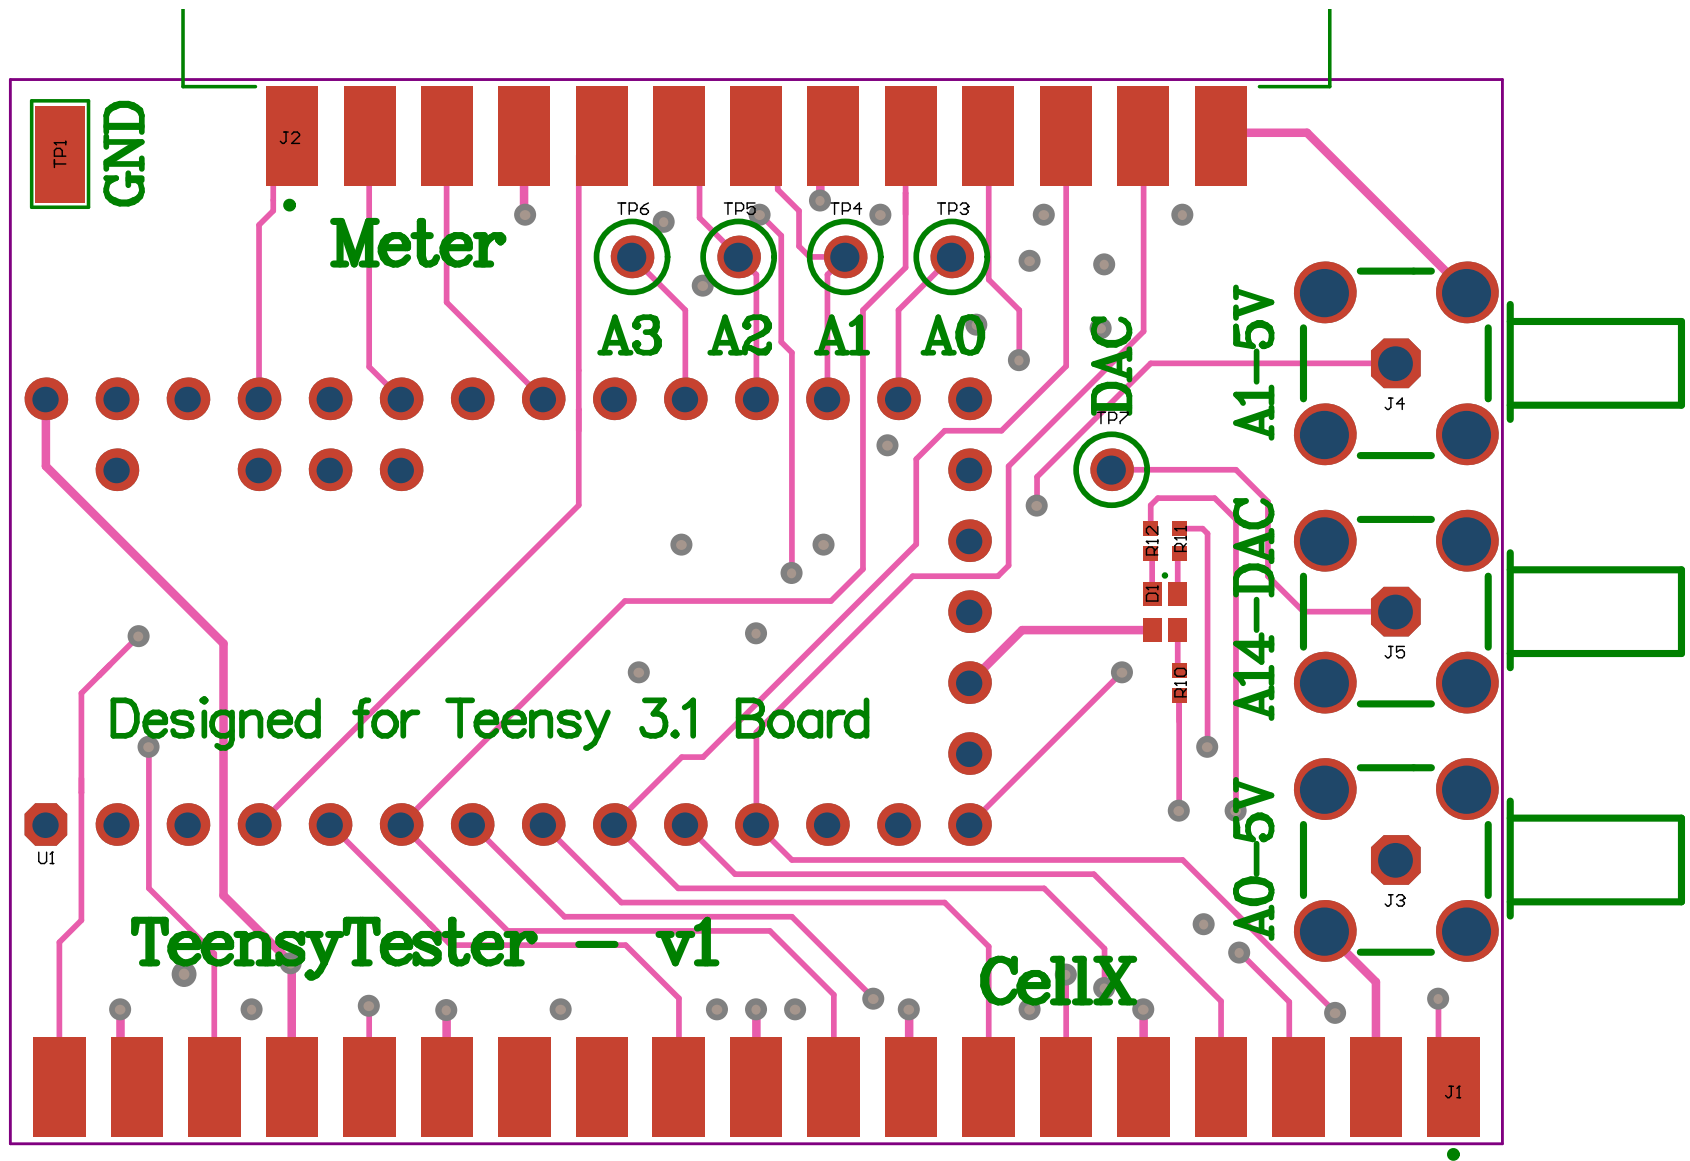 TP1
GND
J2
Meter
TP6
TP5
TP4
TP3
A3
A2
A1
A0
DAC
TP7
A1-5V
J4
R12
R11
D1
A14-DAC
J5
R10
Designed for Teensy 3.1 Board
U1
A0-5V
J3
TeensyTester - v1
CellX
J1